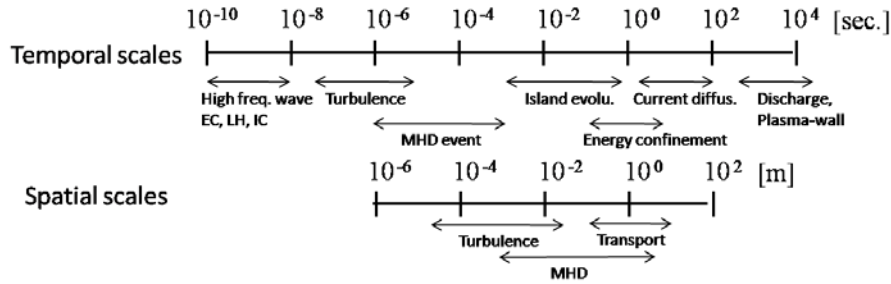 10⁻¹⁰ 10⁻⁸ 10⁻⁶ 10⁻⁴ 10⁻² 10⁰ 10² 10⁴ [sec.]
Temporal scales
High freq. wave Turbulence Island evolu. Current diffus. Discharge,
EC, LH, IC MHD event Energy confinement Plasma-wall
10⁻⁶ 10⁻⁴ 10⁻² 10⁰ 10² [m]
Spatial scales
Turbulence Transport
MHD